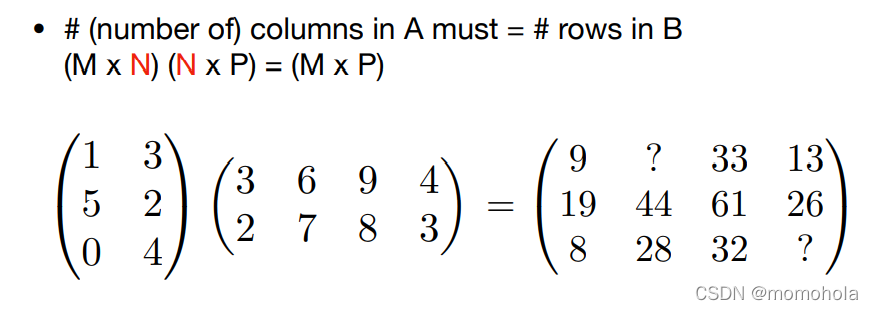 • # (number of) columns in A must = # rows in B
(M x N) (N x P) = (M x P)
1 3
5 2
0 4
3 6 9 4
2 7 8 3
=
9 ? 33 13
19 44 61 26
8 28 32 ?
CSDN @momohola